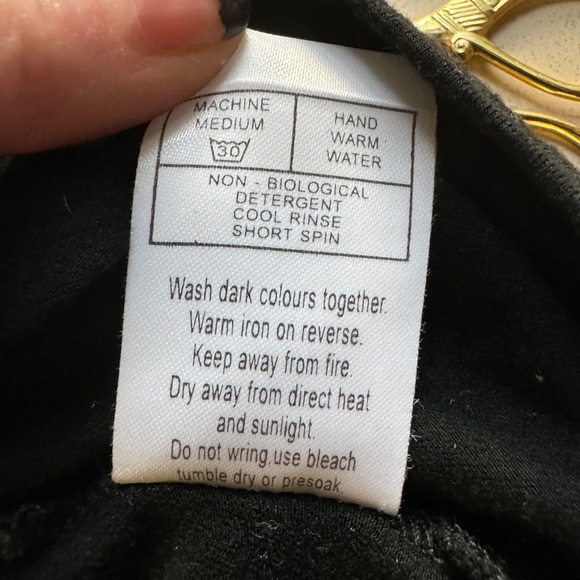 MACHINE
MEDIUM
30
HAND
WARM
WATER
NON - BIOLOGICAL
DETERGENT
COOL RINSE
SHORT SPIN
Wash dark colours together.
Warm iron on reverse.
Keep away from fire.
Dry away from direct heat
and sunlight.
Do not wring,use bleach
tumble dry or presoak.